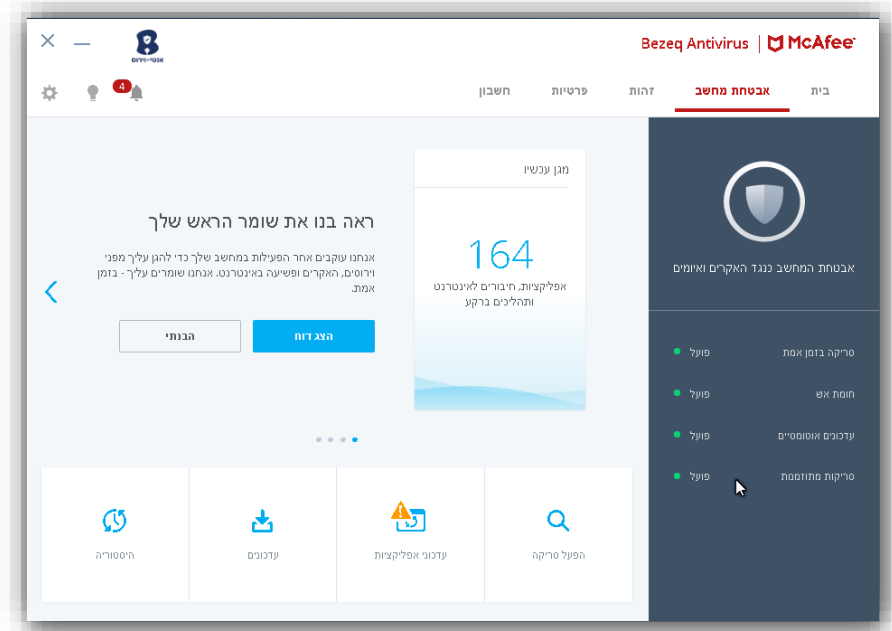 Bezeq Antivirus | McAfee
אנטי-וירוס
בית
אבטחת מחשב
זהות
פרטיות
חשבון
4
אבטחת המחשב כנגד האקרים ואיומים
סריקה בזמן אמת פועל
חומת אש פועל
עדכונים אוטומטיים פועל
סריקות מתוזמנות פועל
מגן עכשיו
164
אפליקציות, חיבורים לאינטרנט
ותהליכים ברקע
ראה בנו את שומר הראש שלך
אנחנו עוקבים אחר הפעילות במחשב שלך כדי להגן עליך מפני
וירוסים, האקרים ופשיעה באינטרנט. אנחנו שומרים עליך - בזמן
אמת.
הצג דוח
הבנתי
הפעל סריקה
עדכוני אפליקציות
עדכונים
היסטוריה